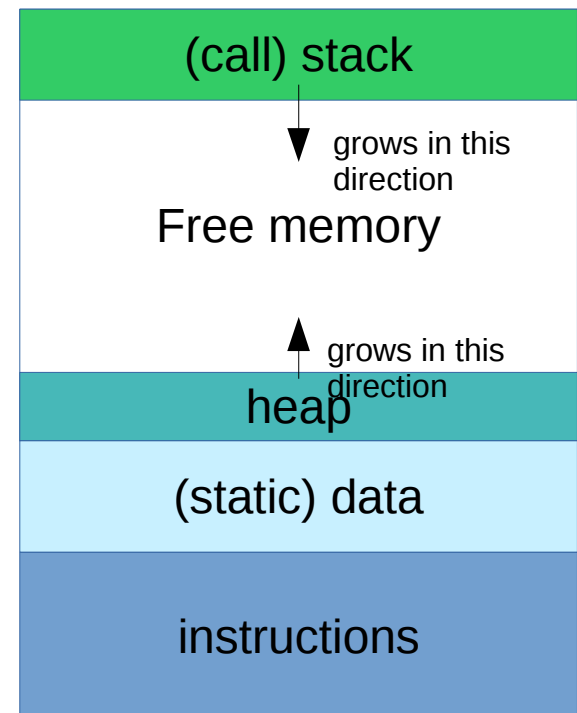 (call) stack
grows in this
direction
Free memory
grows in this
direction
heap
(static) data
instructions